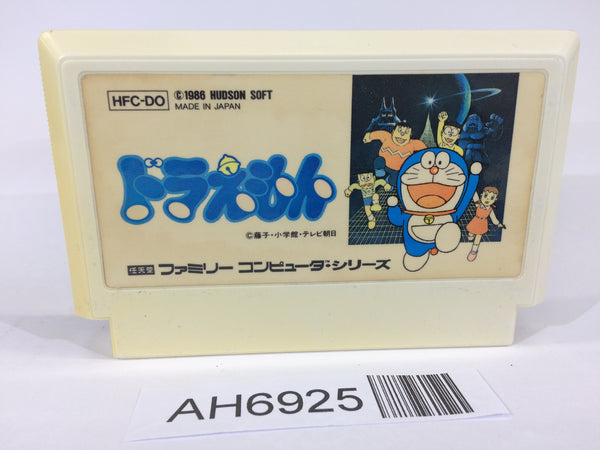 HFC-DO ©1986 HUDSON SOFT
MADE IN JAPAN
ドラえもん
©藤子・小学館・テレビ朝日
任天堂 ファミリー コンピュータ・シリーズ
AH6925